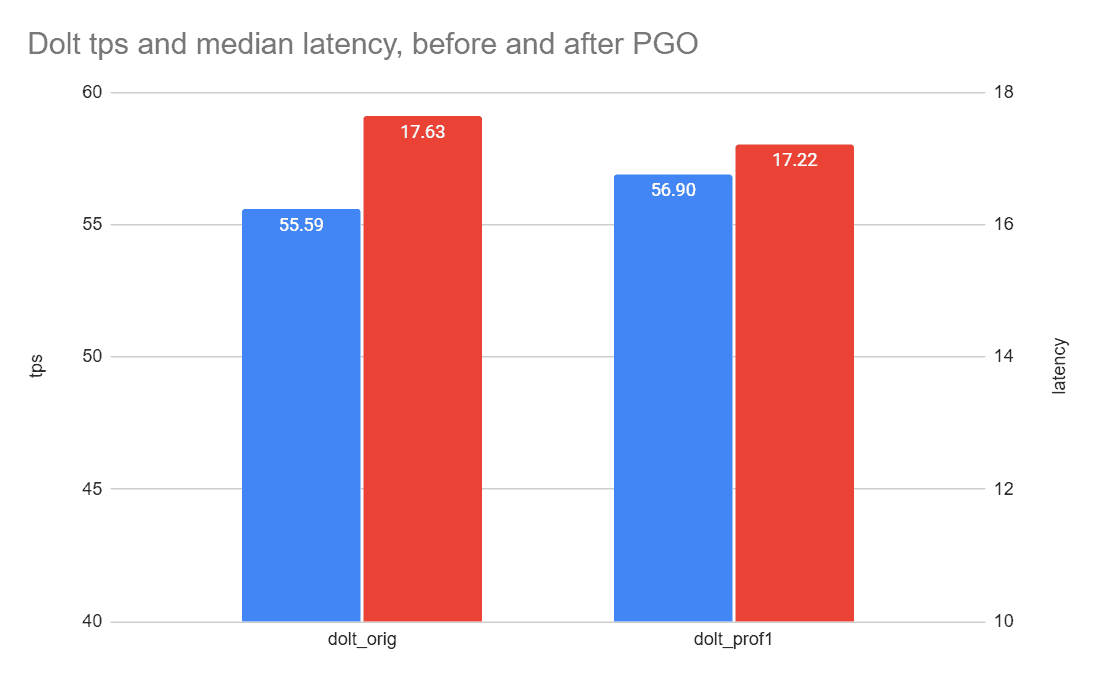 Dolt tps and median latency, before and after PGO
60
18
17.63
17.22
56.90
55
55.59
16
50
14
tps
latency
45
12
40
10
dolt_orig
dolt_prof1